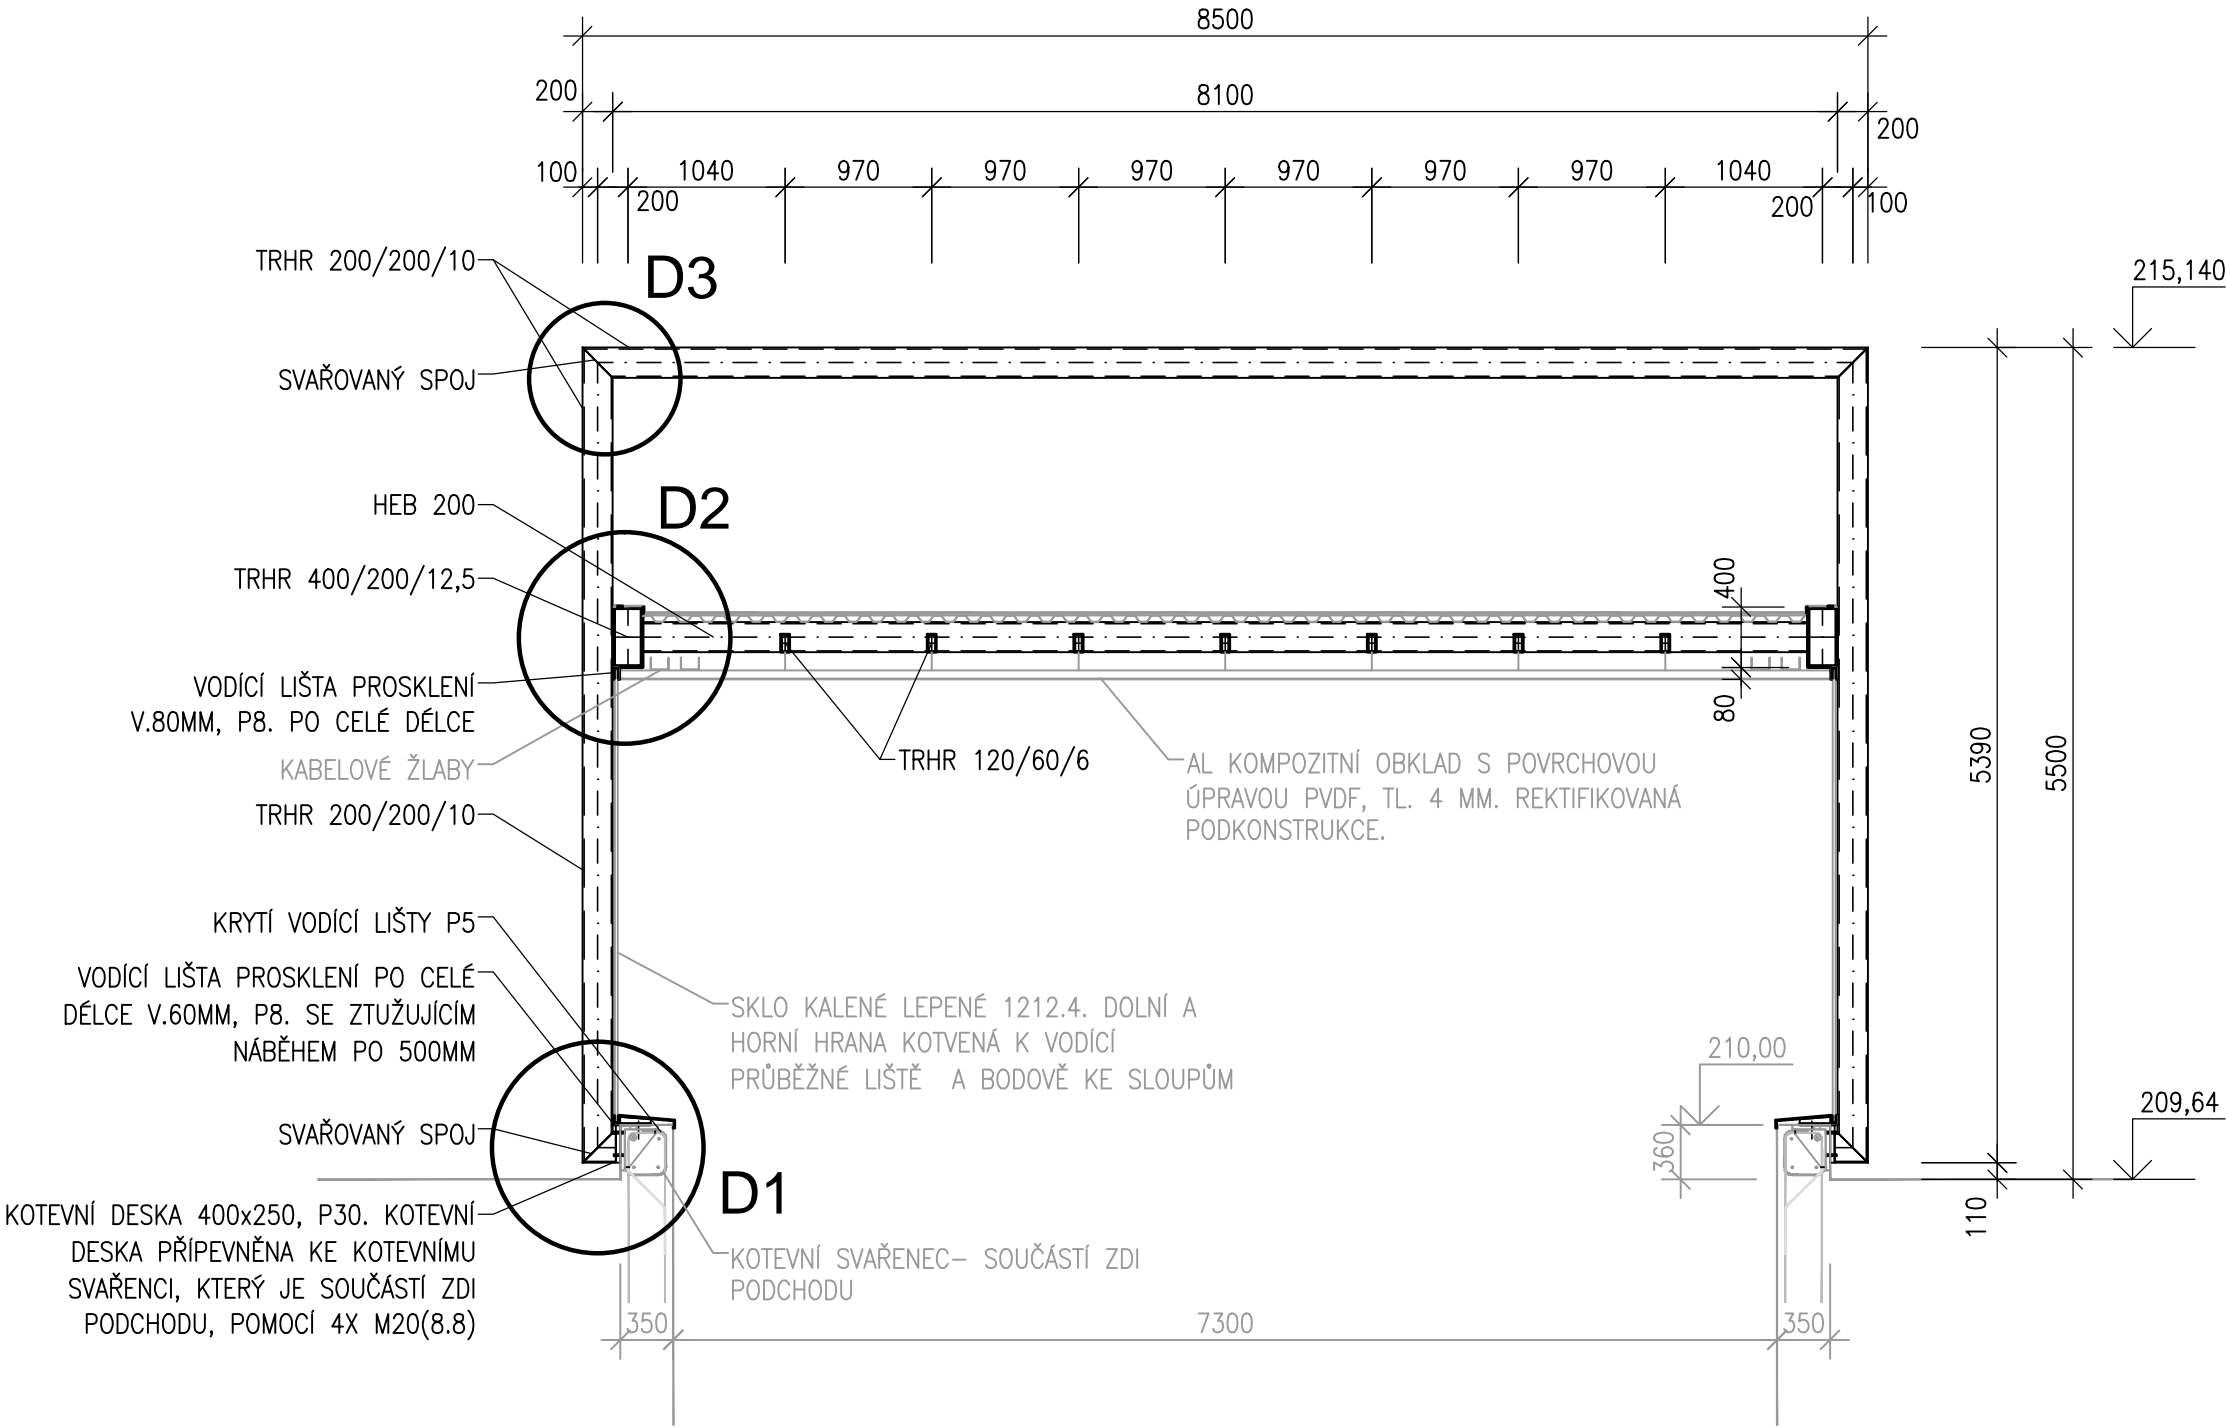 8500
200
8100
200
100
1040
970
970
970
970
970
970
1040
200
200
100
TRHR 200/200/10
D3
215,140
SVAŘOVANÝ SPOJ
HEB 200
D2
TRHR 400/200/12,5
400
VODÍCÍ LIŠTA PROSKLENÍ
V.80MM, P8. PO CELÉ DÉLCE
80
KABELOVÉ ŽLABY
TRHR 120/60/6
AL KOMPOZITNÍ OBKLAD S POVRCHOVOU
ÚPRAVOU PVDF, TL. 4 MM. REKTIFIKOVANÁ
PODKONSTRUKCE.
5390
5500
TRHR 200/200/10
KRYTÍ VODÍCÍ LIŠTY P5
VODÍCÍ LIŠTA PROSKLENÍ PO CELÉ
DÉLCE V.60MM, P8. SE ZTUŽUJÍCÍM
NÁBĚHEM PO 500MM
SKLO KALENÉ LEPENÉ 1212.4. DOLNÍ A
HORNÍ HRANA KOTVENÁ K VODÍCÍ
PRŮBĚŽNÉ LIŠTĚ A BODOVĚ KE SLOUPŮM
210,00
209,64
SVAŘOVANÝ SPOJ
360
D1
110
KOTEVNÍ DESKA 400x250, P30. KOTEVNÍ
DESKA PŘÍPEVNĚNA KE KOTEVNÍMU
SVAŘENCI, KTERÝ JE SOUČÁSTÍ ZDI
PODCHODU, POMOCÍ 4X M20(8.8)
KOTEVNÍ SVAŘENEC– SOUČÁSTÍ ZDI
PODCHODU
350
7300
350